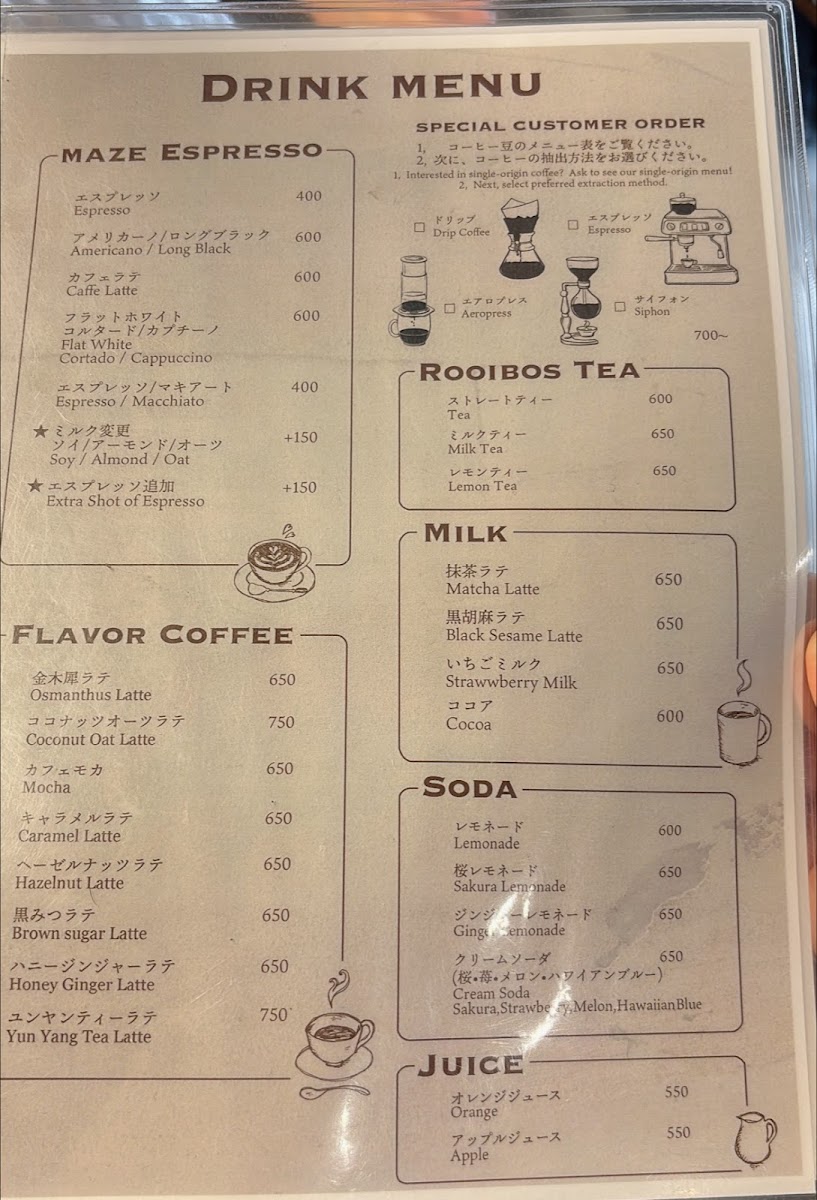 DRINK MENU
MAZE ESPRESSO
エスプレッソ 400
Espresso
アメリカーノ/ロングブラック 600
Americano / Long Black
カフェラテ 600
Caffe Latte
フラットホワイト 600
コルタード/カプチーノ
Flat White
Cortado / Cappuccino
エスプレッソ/マキアート 400
Espresso / Macchiato
★ミルク変更
ソイ/アーモンド/オーツ +150
Soy / Almond / Oat
★エスプレッソ追加 +150
Extra Shot of Espresso
FLAVOR COFFEE
金木犀ラテ 650
Osmanthus Latte
ココナッツオーツラテ 750
Coconut Oat Latte
カフェモカ 650
Mocha
キャラメルラテ 650
Caramel Latte
ヘーゼルナッツラテ 650
Hazelnut Latte
黒みつラテ 650
Brown sugar Latte
ハニージンジャーラテ 650
Honey Ginger Latte
ユンヤンティーラテ 750
Yun Yang Tea Latte
SPECIAL CUSTOMER ORDER
1, コーヒー豆のメニュー表をご覧ください。
2, 次に、コーヒーの抽出方法をお選びください。
1, Interested in single-origin coffee? Ask to see our single-origin menu!
2, Next, select preferred extraction method.
□ ドリップ
Drip Coffee
□ エスプレッソ
Espresso
□ エアロプレス
Aeropress
□ サイフォン
Siphon
700~
ROOIBOS TEA
ストレートティー 600
Tea
ミルクティー 650
Milk Tea
レモンティー 650
Lemon Tea
MILK
抹茶ラテ 650
Matcha Latte
黒胡麻ラテ 650
Black Sesame Latte
いちごミルク 650
Strawwberry Milk
ココア 600
Cocoa
SODA
レモネード 600
Lemonade
桜レモネード 650
Sakura Lemonade
ジンジャーレモネード 650
Ginger Lemonade
クリームソーダ 650
(桜•苺•メロン•ハワイアンブルー)
Cream Soda
Sakura,Strawberry,Melon,HawaiianBlue
JUICE
オレンジジュース 550
Orange
アップルジュース 550
Apple